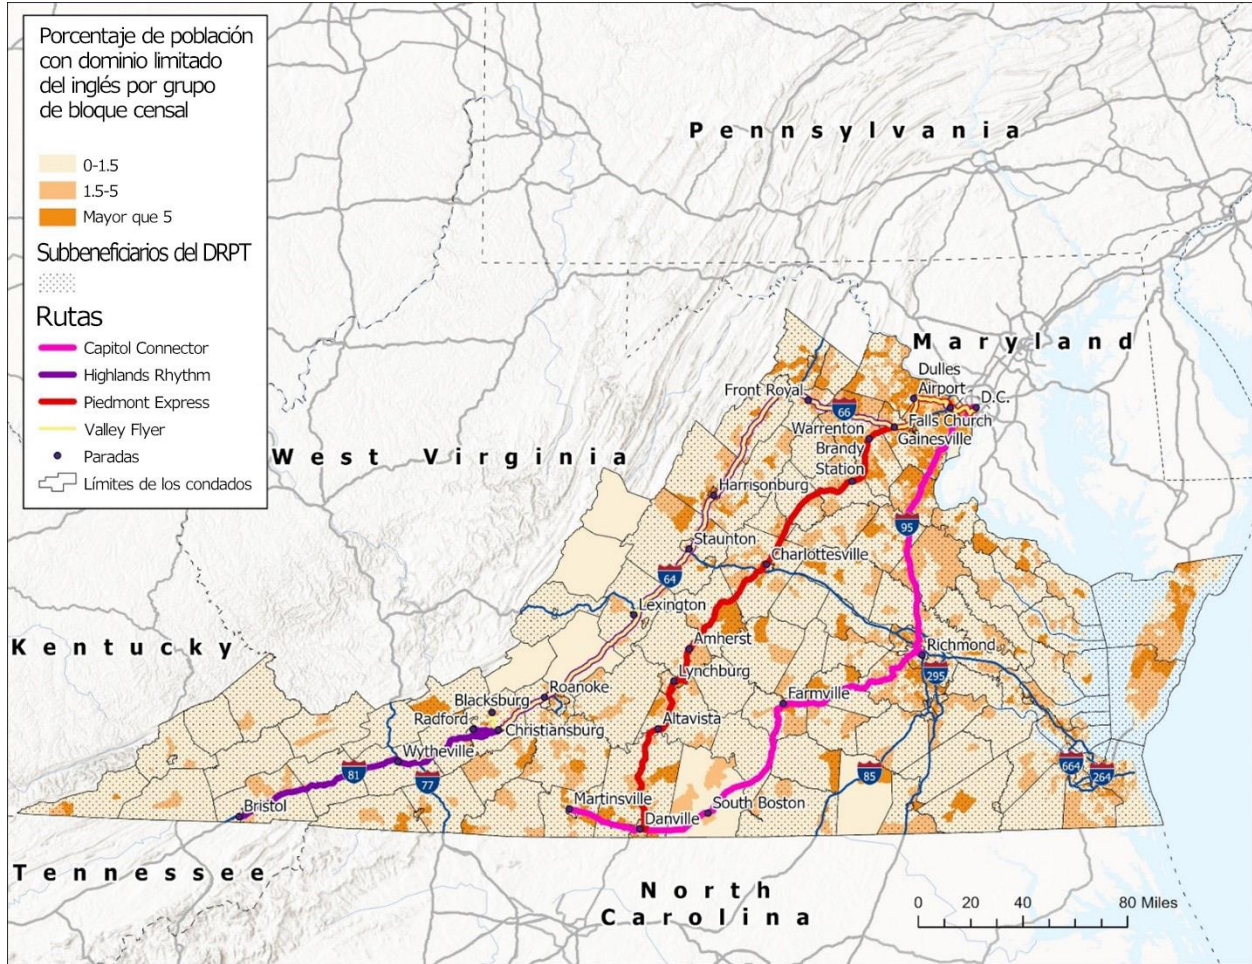 Porcentaje de población
con dominio limitado
del inglés por grupo
de bloque censal
0-1.5
1.5-5
Mayor que 5
Subbeneficiarios del DRPT
Rutas
Capitol Connector
Highlands Rhythm
Piedmont Express
Valley Flyer
Paradas
Límites de los condados
Pennsylvania
Maryland
West Virginia
Kentucky
Tennessee
North
Carolina
Dulles
Airport
D.C.
Front Royal
66
Falls Church
Warrenton
Gainesville
Brandy
Station
Harrisonburg
95
Staunton
Charlottesville
64
Lexington
Amherst
Richmond
Lynchburg
295
Roanoke
Blacksburg
Farmville
Radford
Christiansburg
Altavista
Wytheville
81
77
85
664
264
Martinsville
South Boston
Bristol
Danville
0 20 40 80 Miles